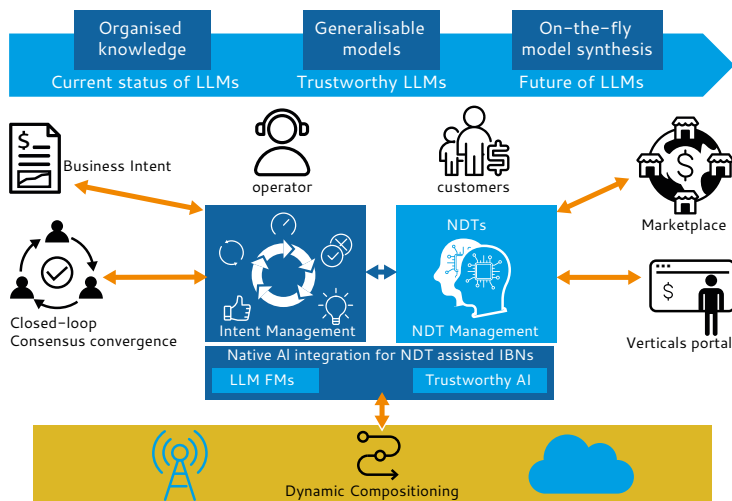 Organised
knowledge
Generalisable
models
On-the-fly
model synthesis
Current status of LLMs
Trustworthy LLMs
Future of LLMs
$
Business Intent
operator
$
customers
$
Marketplace
NDTs
Closed-loop
Consensus convergence
Intent Management
NDT Management
$
Verticals portal
Native AI integration for NDT assisted IBNs
LLM FMs
Trustworthy AI
Dynamic Compositioning